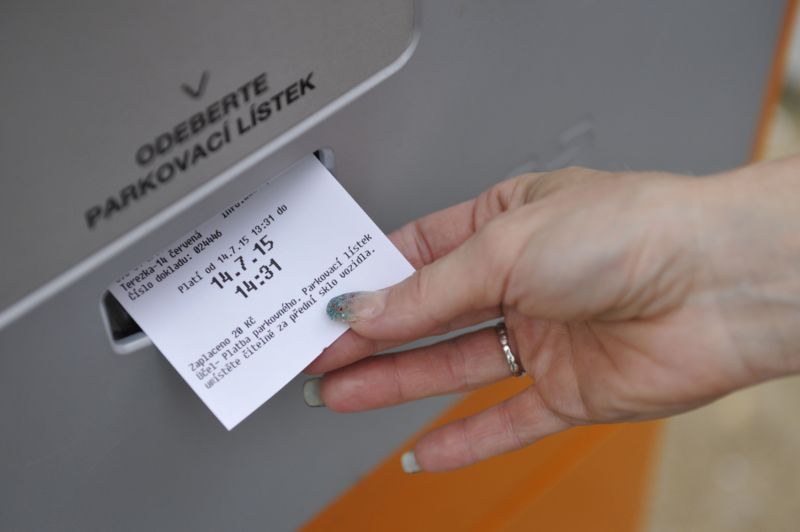 ODEBERTE
PARKOVACÍ LÍSTEK
Terezka-14 červená
Číslo dokladu: 024446
Platí od 14.7.15 13:31 do
14.7.15
14:31
Zaplaceno 20 Kč
Účel- Platba parkovného. Parkovací lístek
umístěte čitelně za přední sklo vozidla.